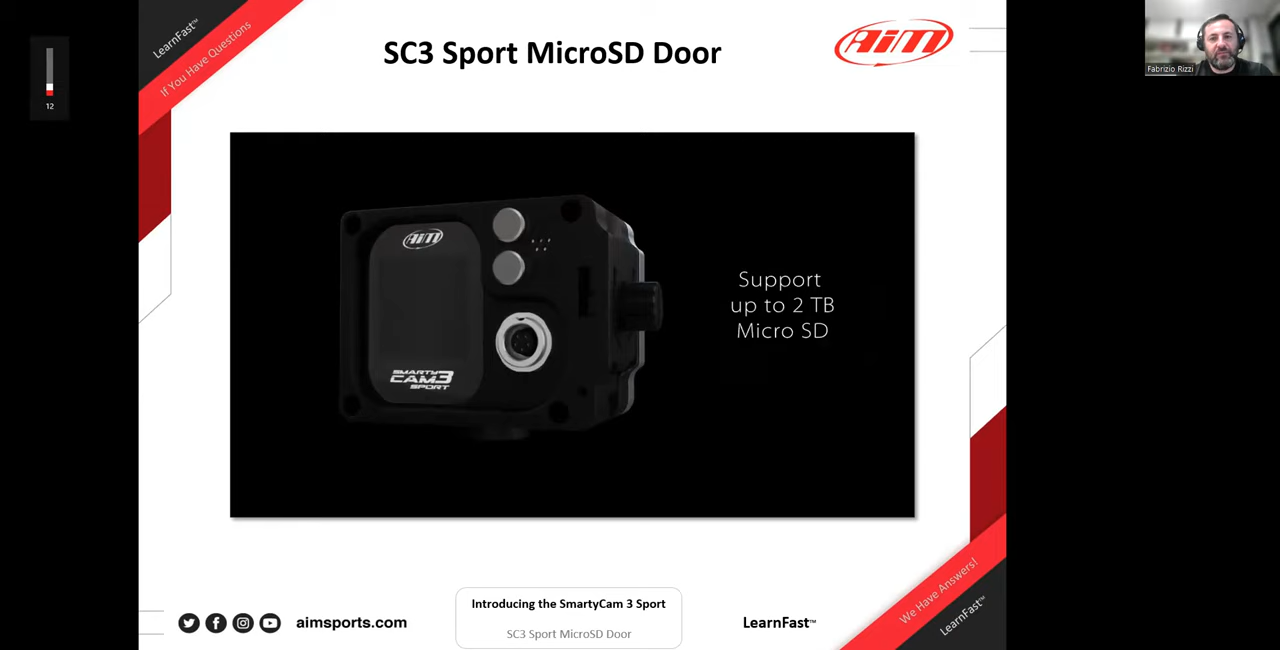 LearnFast™
If You Have Questions
SC3 Sport MicroSD Door
AiM
Fabrizio Rizzi
12
AiM
Support
up to 2 TB
Micro SD
SMARTY
CAM3
SPORT
aimsports.com
Introducing the SmartyCam 3 Sport
SC3 Sport MicroSD Door
LearnFast™
We Have Answers!
LearnFast™